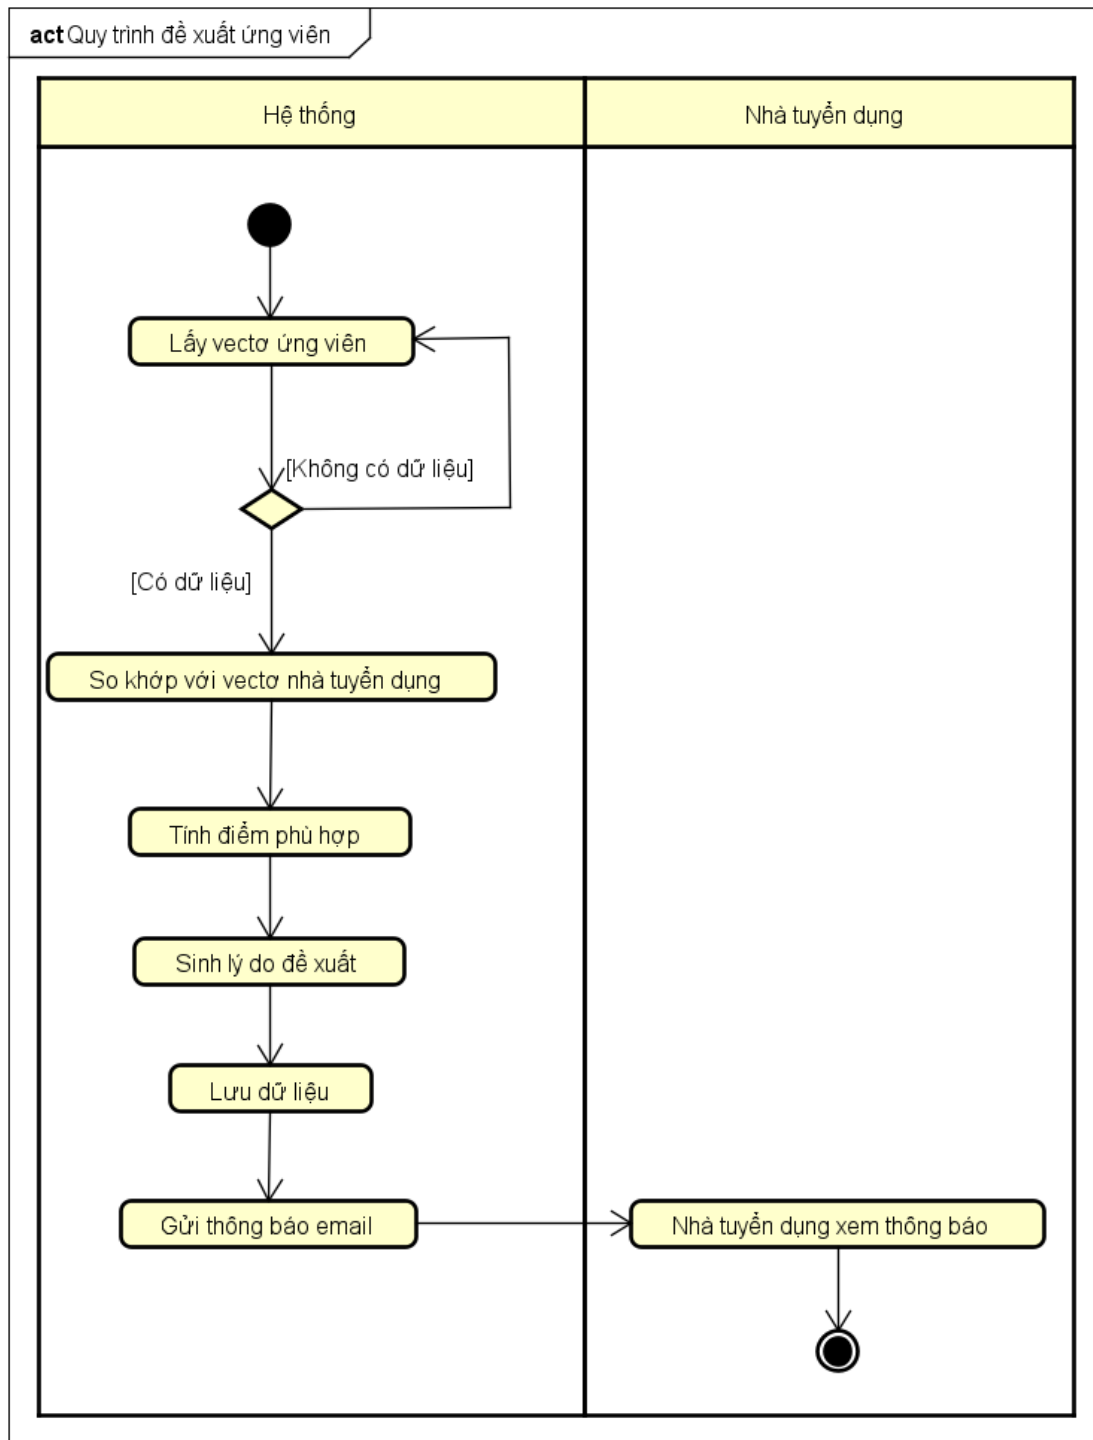 act Quy trình đề xuất ứng viên
Hệ thống
Nhà tuyển dụng
Lấy vectơ ứng viên
[Không có dữ liệu]
[Có dữ liệu]
So khớp với vectơ nhà tuyển dụng
Tính điểm phù hợp
Sinh lý do đề xuất
Lưu dữ liệu
Gửi thông báo email
Nhà tuyển dụng xem thông báo